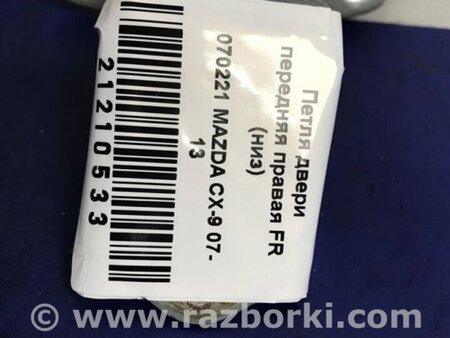 Петля двери
передняя правая FR
(низ)
070221 MAZDA CX-9 07-
13
21210533
© www.razborki.com